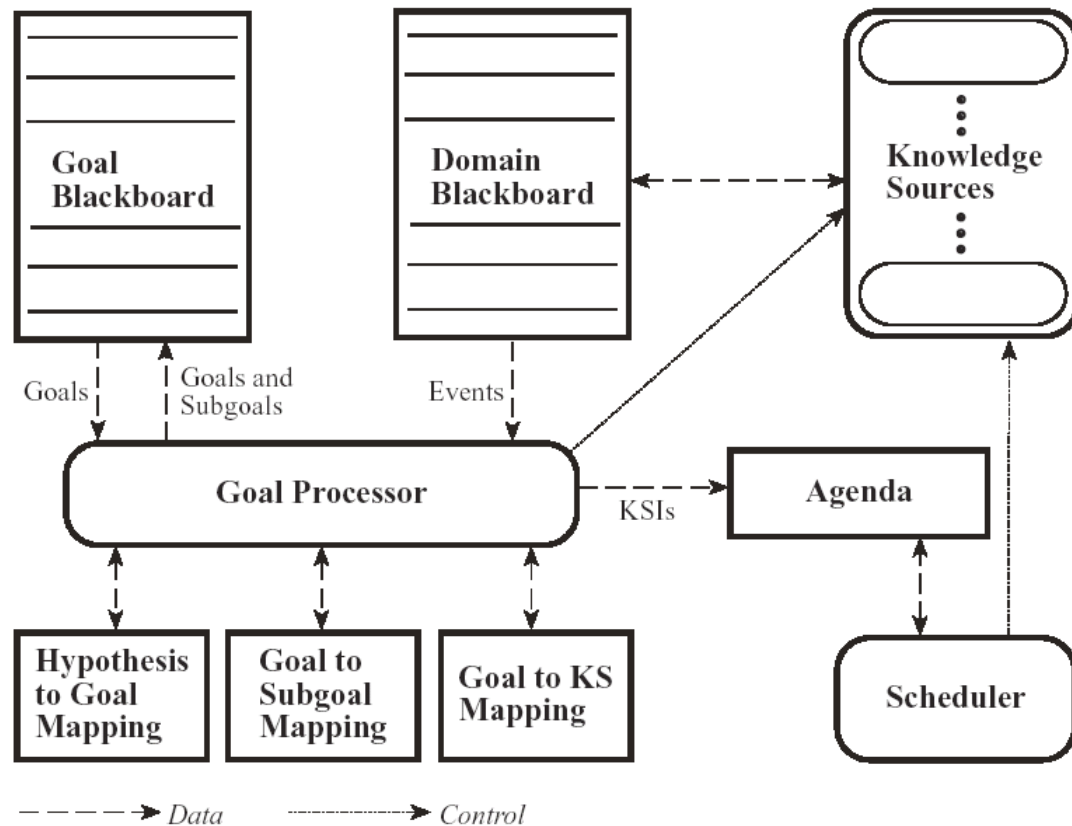 Goal
Blackboard
Domain
Blackboard
Knowledge
Sources
Goals
Goals and
Subgoals
Events
Goal Processor
KSIs
Agenda
Hypothesis
to Goal
Mapping
Goal to
Subgoal
Mapping
Goal to KS
Mapping
Scheduler
Data
Control